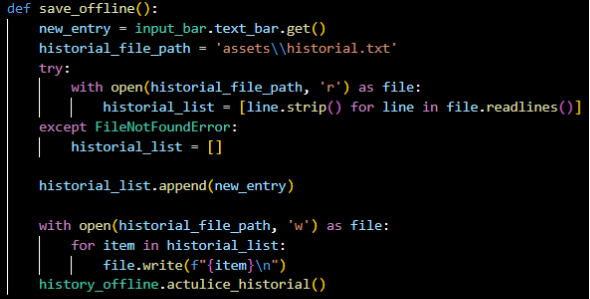 def save_offline():
    new_entry = input_bar.text_bar.get()
    historial_file_path = 'assets\\historial.txt'
    try:
        with open(historial_file_path, 'r') as file:
            historial_list = [line.strip() for line in file.readlines()]
    except FileNotFoundError:
        historial_list = []

    historial_list.append(new_entry)

    with open(historial_file_path, 'w') as file:
        for item in historial_list:
            file.write(f"{item}\n")
    history_offline.actulice_historial()